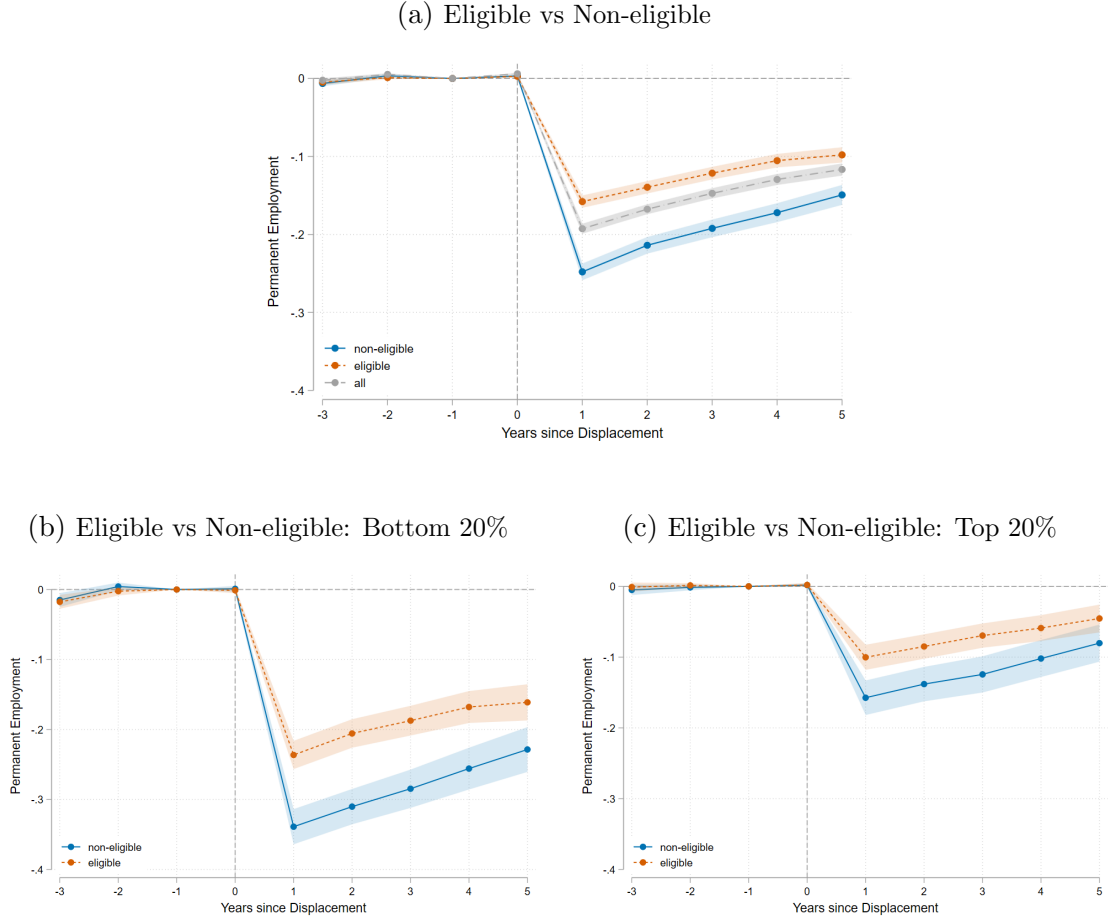 (a) Eligible vs Non-eligible
Permanent Employment
0
-.1
-.2
-.3
-.4
non-eligible
eligible
all
-3 -2 -1 0 1 2 3 4 5
Years since Displacement
(b) Eligible vs Non-eligible: Bottom 20%
Permanent Employment
0
-.1
-.2
-.3
-.4
non-eligible
eligible
-3 -2 -1 0 1 2 3 4 5
Years since Displacement
(c) Eligible vs Non-eligible: Top 20%
Permanent Employment
0
-.1
-.2
-.3
-.4
non-eligible
eligible
-3 -2 -1 0 1 2 3 4 5
Years since Displacement